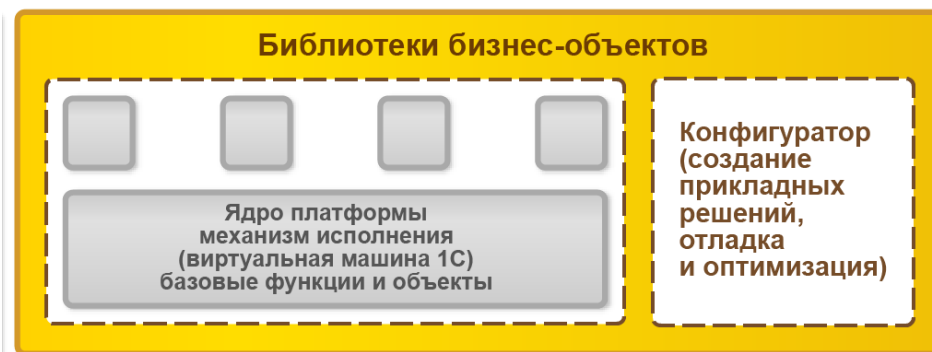 Библиотеки бизнес-объектов
Ядро платформы
механизм исполнения
(виртуальная машина 1С)
базовые функции и объекты
Конфигуратор
(создание
прикладных
решений,
отладка
и оптимизация)